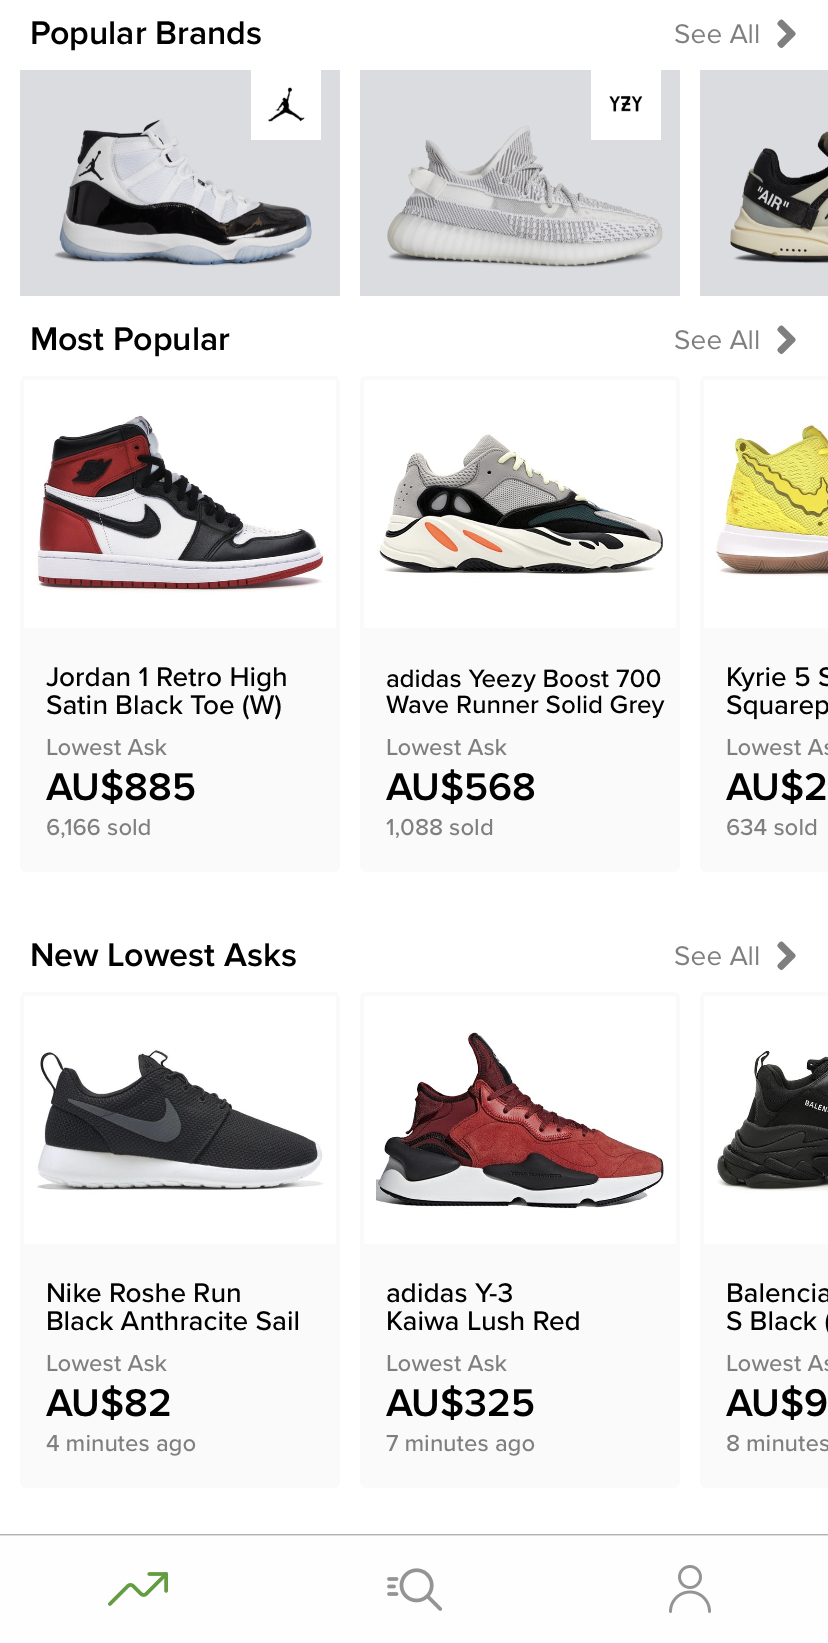 Popular Brands
See All
YZY
"AIR"
Most Popular
See All
Jordan 1 Retro High
Satin Black Toe (W)
Lowest Ask
AU$885
6,166 sold
adidas Yeezy Boost 700
Wave Runner Solid Grey
Lowest Ask
AU$568
1,088 sold
Kyrie 5 S
Squarep
Lowest As
AU$2
634 sold
New Lowest Asks
See All
BALEN
Nike Roshe Run
Black Anthracite Sail
Lowest Ask
AU$82
4 minutes ago
adidas Y-3
Kaiwa Lush Red
Lowest Ask
AU$325
7 minutes ago
Balencia
S Black (
Lowest As
AU$9
8 minutes